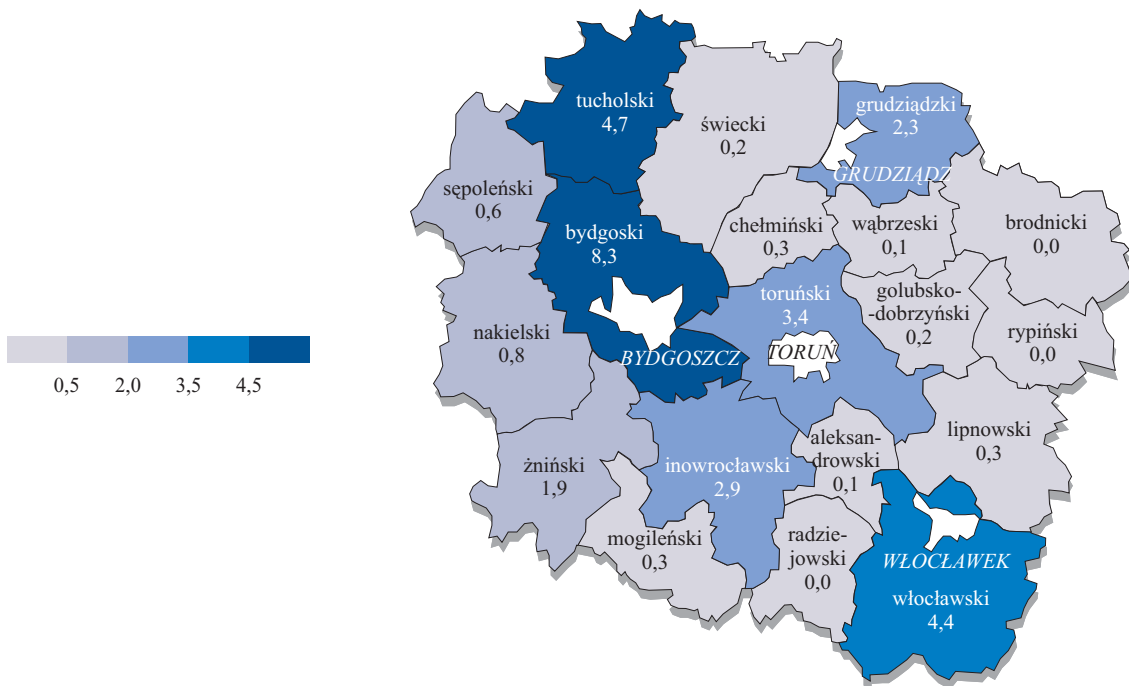 tucholski
4,7
świecki
0,2
grudziądzki
2,3
GRUDZIĄDZ
sępoleński
0,6
bydgoski
8,3
chełmiński
0,3
wąbrzeski
0,1
brodnicki
0,0
toruński
3,4
golubsko-
-dobrzyński
0,2
nakielski
0,8
BYDGOSZCZ
TORUŃ
rypiński
0,0
0,5 2,0 3,5 4,5
żniński
1,9
inowrocławski
2,9
aleksan-
drowski
0,1
lipnowski
0,3
mogileński
0,3
radzie-
jowski
0,0
WŁOCŁAWEK
włocławski
4,4